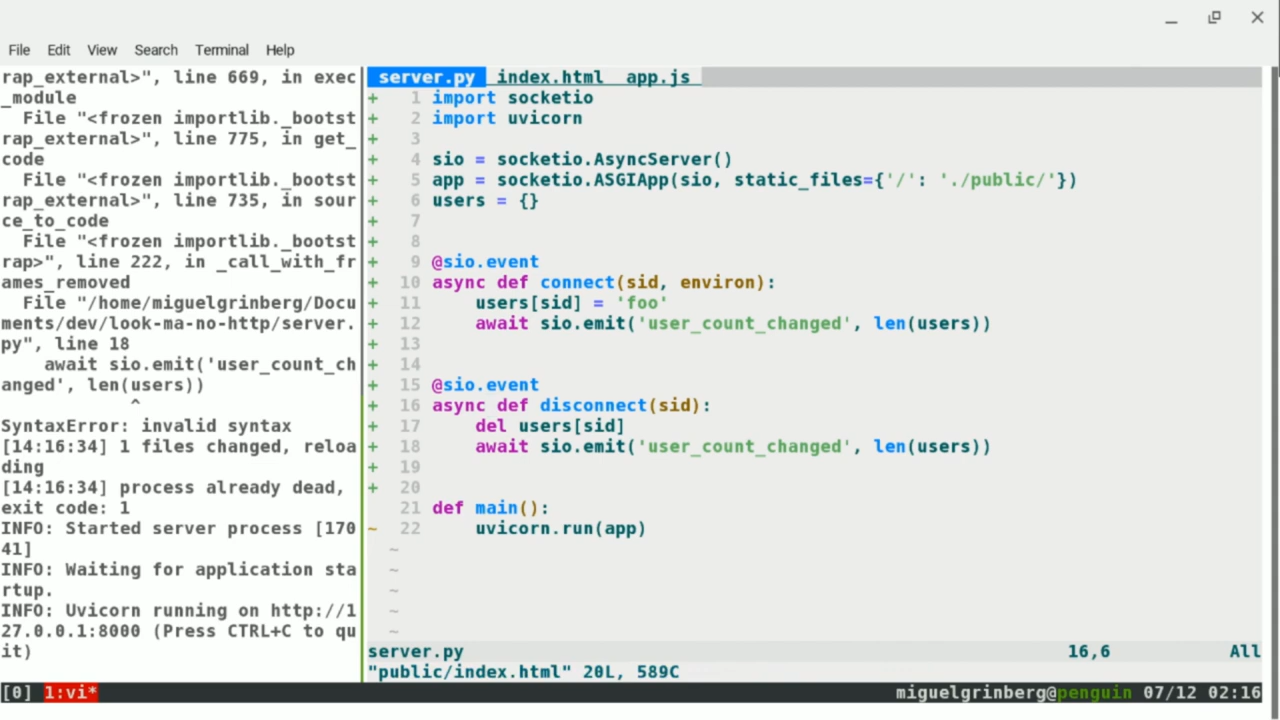 File Edit View Search Terminal Help
rap_external>", line 669, in exec
_module
  File "<frozen importlib._bootst
rap_external>", line 775, in get_
code
  File "<frozen importlib._bootst
rap_external>", line 735, in sour
ce_to_code
  File "<frozen importlib._bootst
rap>", line 222, in _call_with_fr
ames_removed
  File "/home/miguelgrinberg/Docu
ments/dev/look-ma-no-http/server.
py", line 18
    await sio.emit('user_count_ch
anged', len(users))
            ^
SyntaxError: invalid syntax
[14:16:34] 1 files changed, reloa
ding
[14:16:34] process already dead,
exit code: 1
INFO: Started server process [170
41]
INFO: Waiting for application sta
rtup.
INFO: Uvicorn running on http://1
27.0.0.1:8000 (Press CTRL+C to qu
it)
server.py index.html app.js
+ 1 import socketio
+ 2 import uvicorn
+ 3
+ 4 sio = socketio.AsyncServer()
+ 5 app = socketio.ASGIApp(sio, static_files={'/': './public/'})
+ 6 users = {}
+ 7
+ 8
+ 9 @sio.event
+ 10 async def connect(sid, environ):
+ 11     users[sid] = 'foo'
+ 12     await sio.emit('user_count_changed', len(users))
+ 13
+ 14
+ 15 @sio.event
+ 16 async def disconnect(sid):
+ 17     del users[sid]
+ 18     await sio.emit('user_count_changed', len(users))
+ 19
+ 20
21 def main():
~ 22     uvicorn.run(app)
~
~
~
~
~
server.py 16,6 All
"public/index.html" 20L, 589C
[0] 1:vi* miguelgrinberg@penguin 07/12 02:16